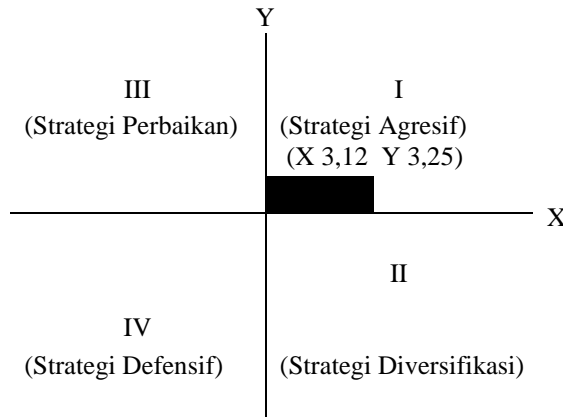 Y
III
(Strategi Perbaikan)
I
(Strategi Agresif)
(X 3,12 Y 3,25)
X
II
IV
(Strategi Defensif)
(Strategi Diversifikasi)